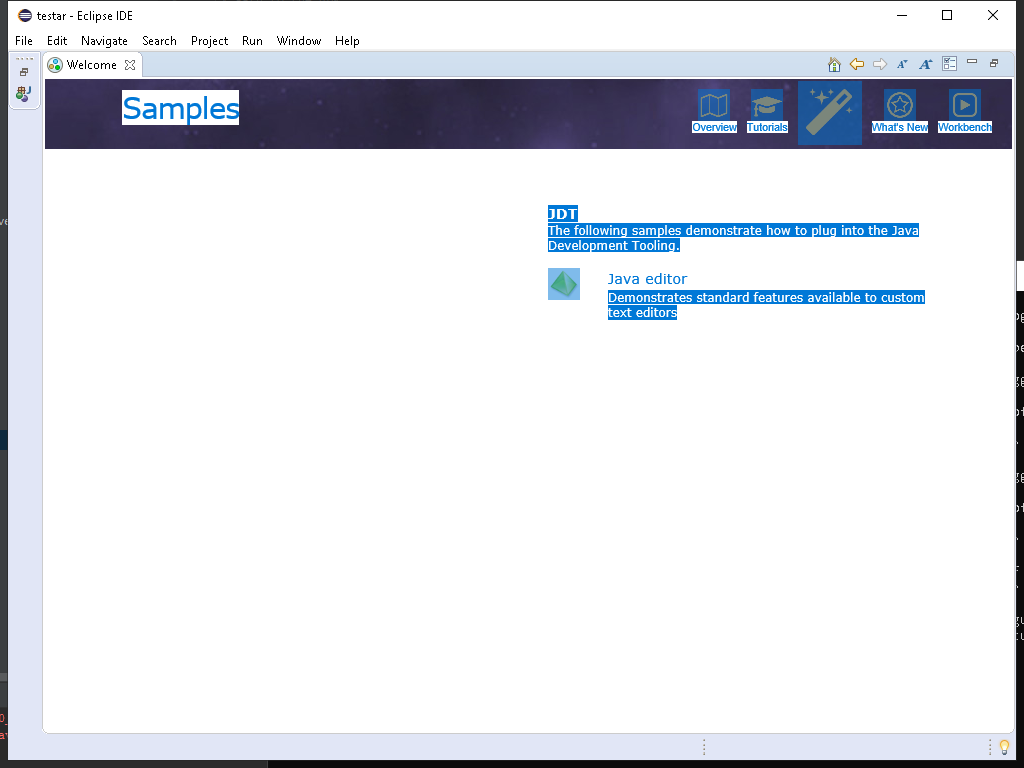 testar - Eclipse IDE
File Edit Navigate Search Project Run Window Help
Welcome
Samples
Overview Tutorials What's New Workbench
JDT
The following samples demonstrate how to plug into the Java
Development Tooling.
Java editor
Demonstrates standard features available to custom
text editors